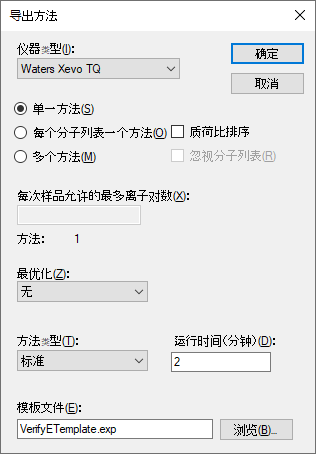 导出方法
仪器类型(I):
确定
Waters Xevo TQ
取消
单一方法(S)
每个分子列表一个方法(O)
质荷比排序
多个方法(M)
忽视分子列表(R)
每次样品允许的最多离子对数(X):
方法: 1
最优化(Z):
无
方法类型(T):
运行时间(分钟)(D):
标准
2
模板文件(E):
VerifyETemplate.exp
浏览(B)...